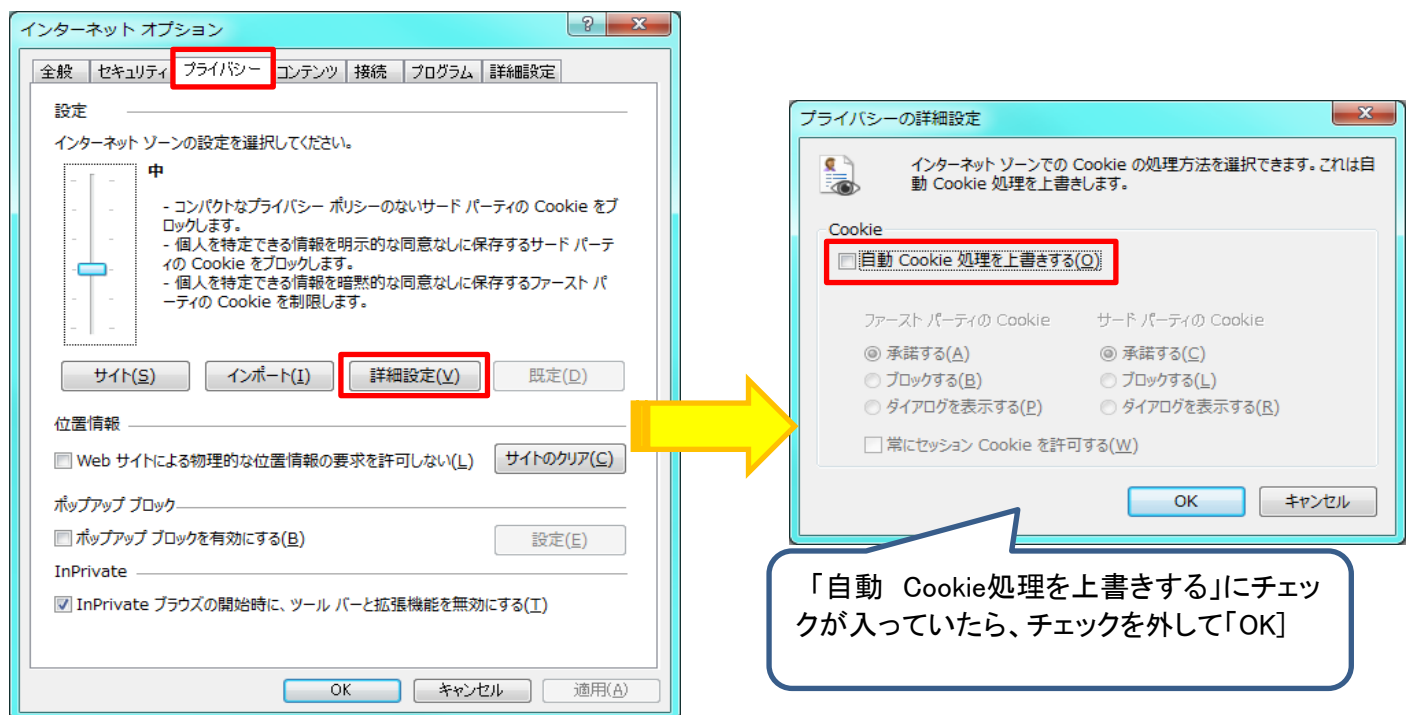 インターネット オプション
全般 セキュリティ プライバシー コンテンツ 接続 プログラム 詳細設定
設定
インターネット ゾーンの設定を選択してください。
中
- コンパクトなプライバシー ポリシーのないサード パーティの Cookie をブ
ロックします。
- 個人を特定できる情報を明示的な同意なしに保存するサード パーテ
ィの Cookie をブロックします。
- 個人を特定できる情報を暗黙的な同意なしに保存するファースト パ
ーティの Cookie を制限します。
サイト(S) インポート(I) 詳細設定(V) 既定(D)
位置情報
Web サイトによる物理的な位置情報の要求を許可しない(L) サイトのクリア(C)
ポップアップ ブロック
ポップアップ ブロックを有効にする(B) 設定(E)
InPrivate
InPrivate ブラウズの開始時に、ツール バーと拡張機能を無効にする(T)
OK キャンセル 適用(A)
プライバシーの詳細設定
インターネット ゾーンでの Cookie の処理方法を選択できます。これは自
動 Cookie 処理を上書きします。
Cookie
自動 Cookie 処理を上書きする(O)
ファースト パーティの Cookie サード パーティの Cookie
承諾する(A) 承諾する(C)
ブロックする(B) ブロックする(L)
ダイアログを表示する(P) ダイアログを表示する(R)
常にセッション Cookie を許可する(W)
OK キャンセル
「自動　Cookie処理を上書きする」にチェッ
クが入っていたら、チェックを外して「OK]